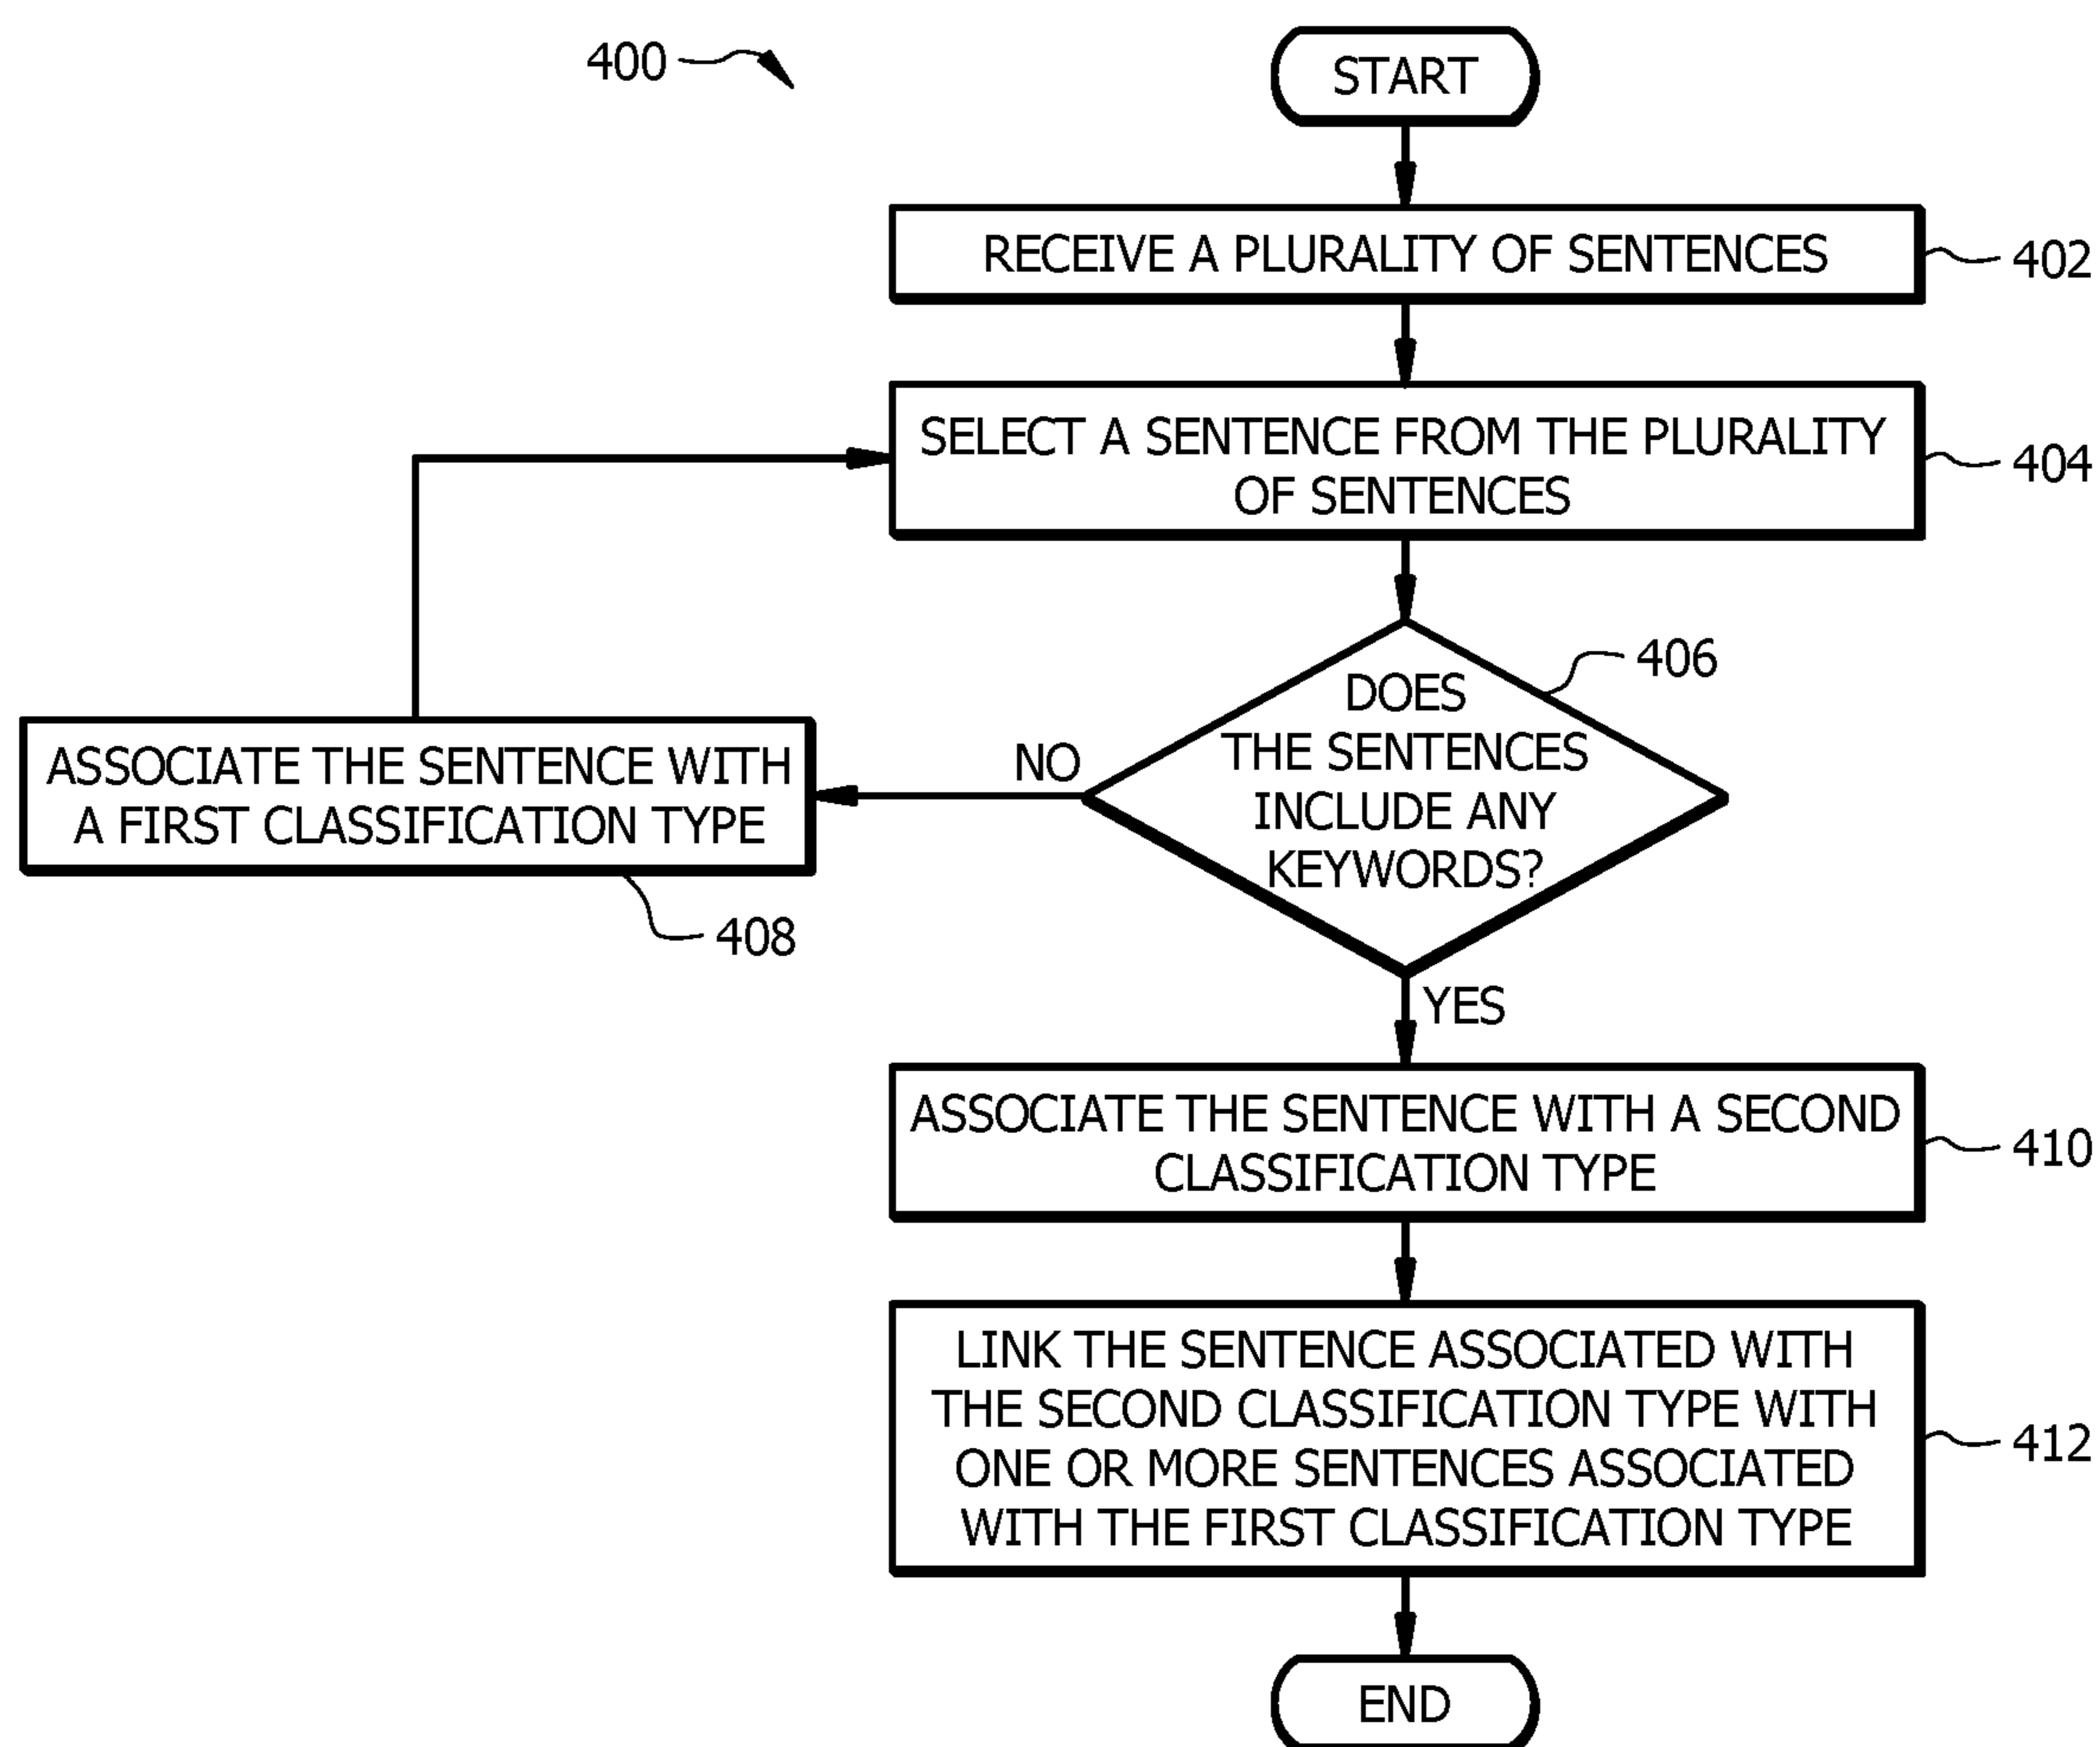 400
START
RECEIVE A PLURALITY OF SENTENCES
402
SELECT A SENTENCE FROM THE PLURALITY
OF SENTENCES
404
406
DOES
THE SENTENCES
INCLUDE ANY
KEYWORDS?
NO
ASSOCIATE THE SENTENCE WITH
A FIRST CLASSIFICATION TYPE
408
YES
ASSOCIATE THE SENTENCE WITH A SECOND
CLASSIFICATION TYPE
410
LINK THE SENTENCE ASSOCIATED WITH
THE SECOND CLASSIFICATION TYPE WITH
ONE OR MORE SENTENCES ASSOCIATED
WITH THE FIRST CLASSIFICATION TYPE
412
END